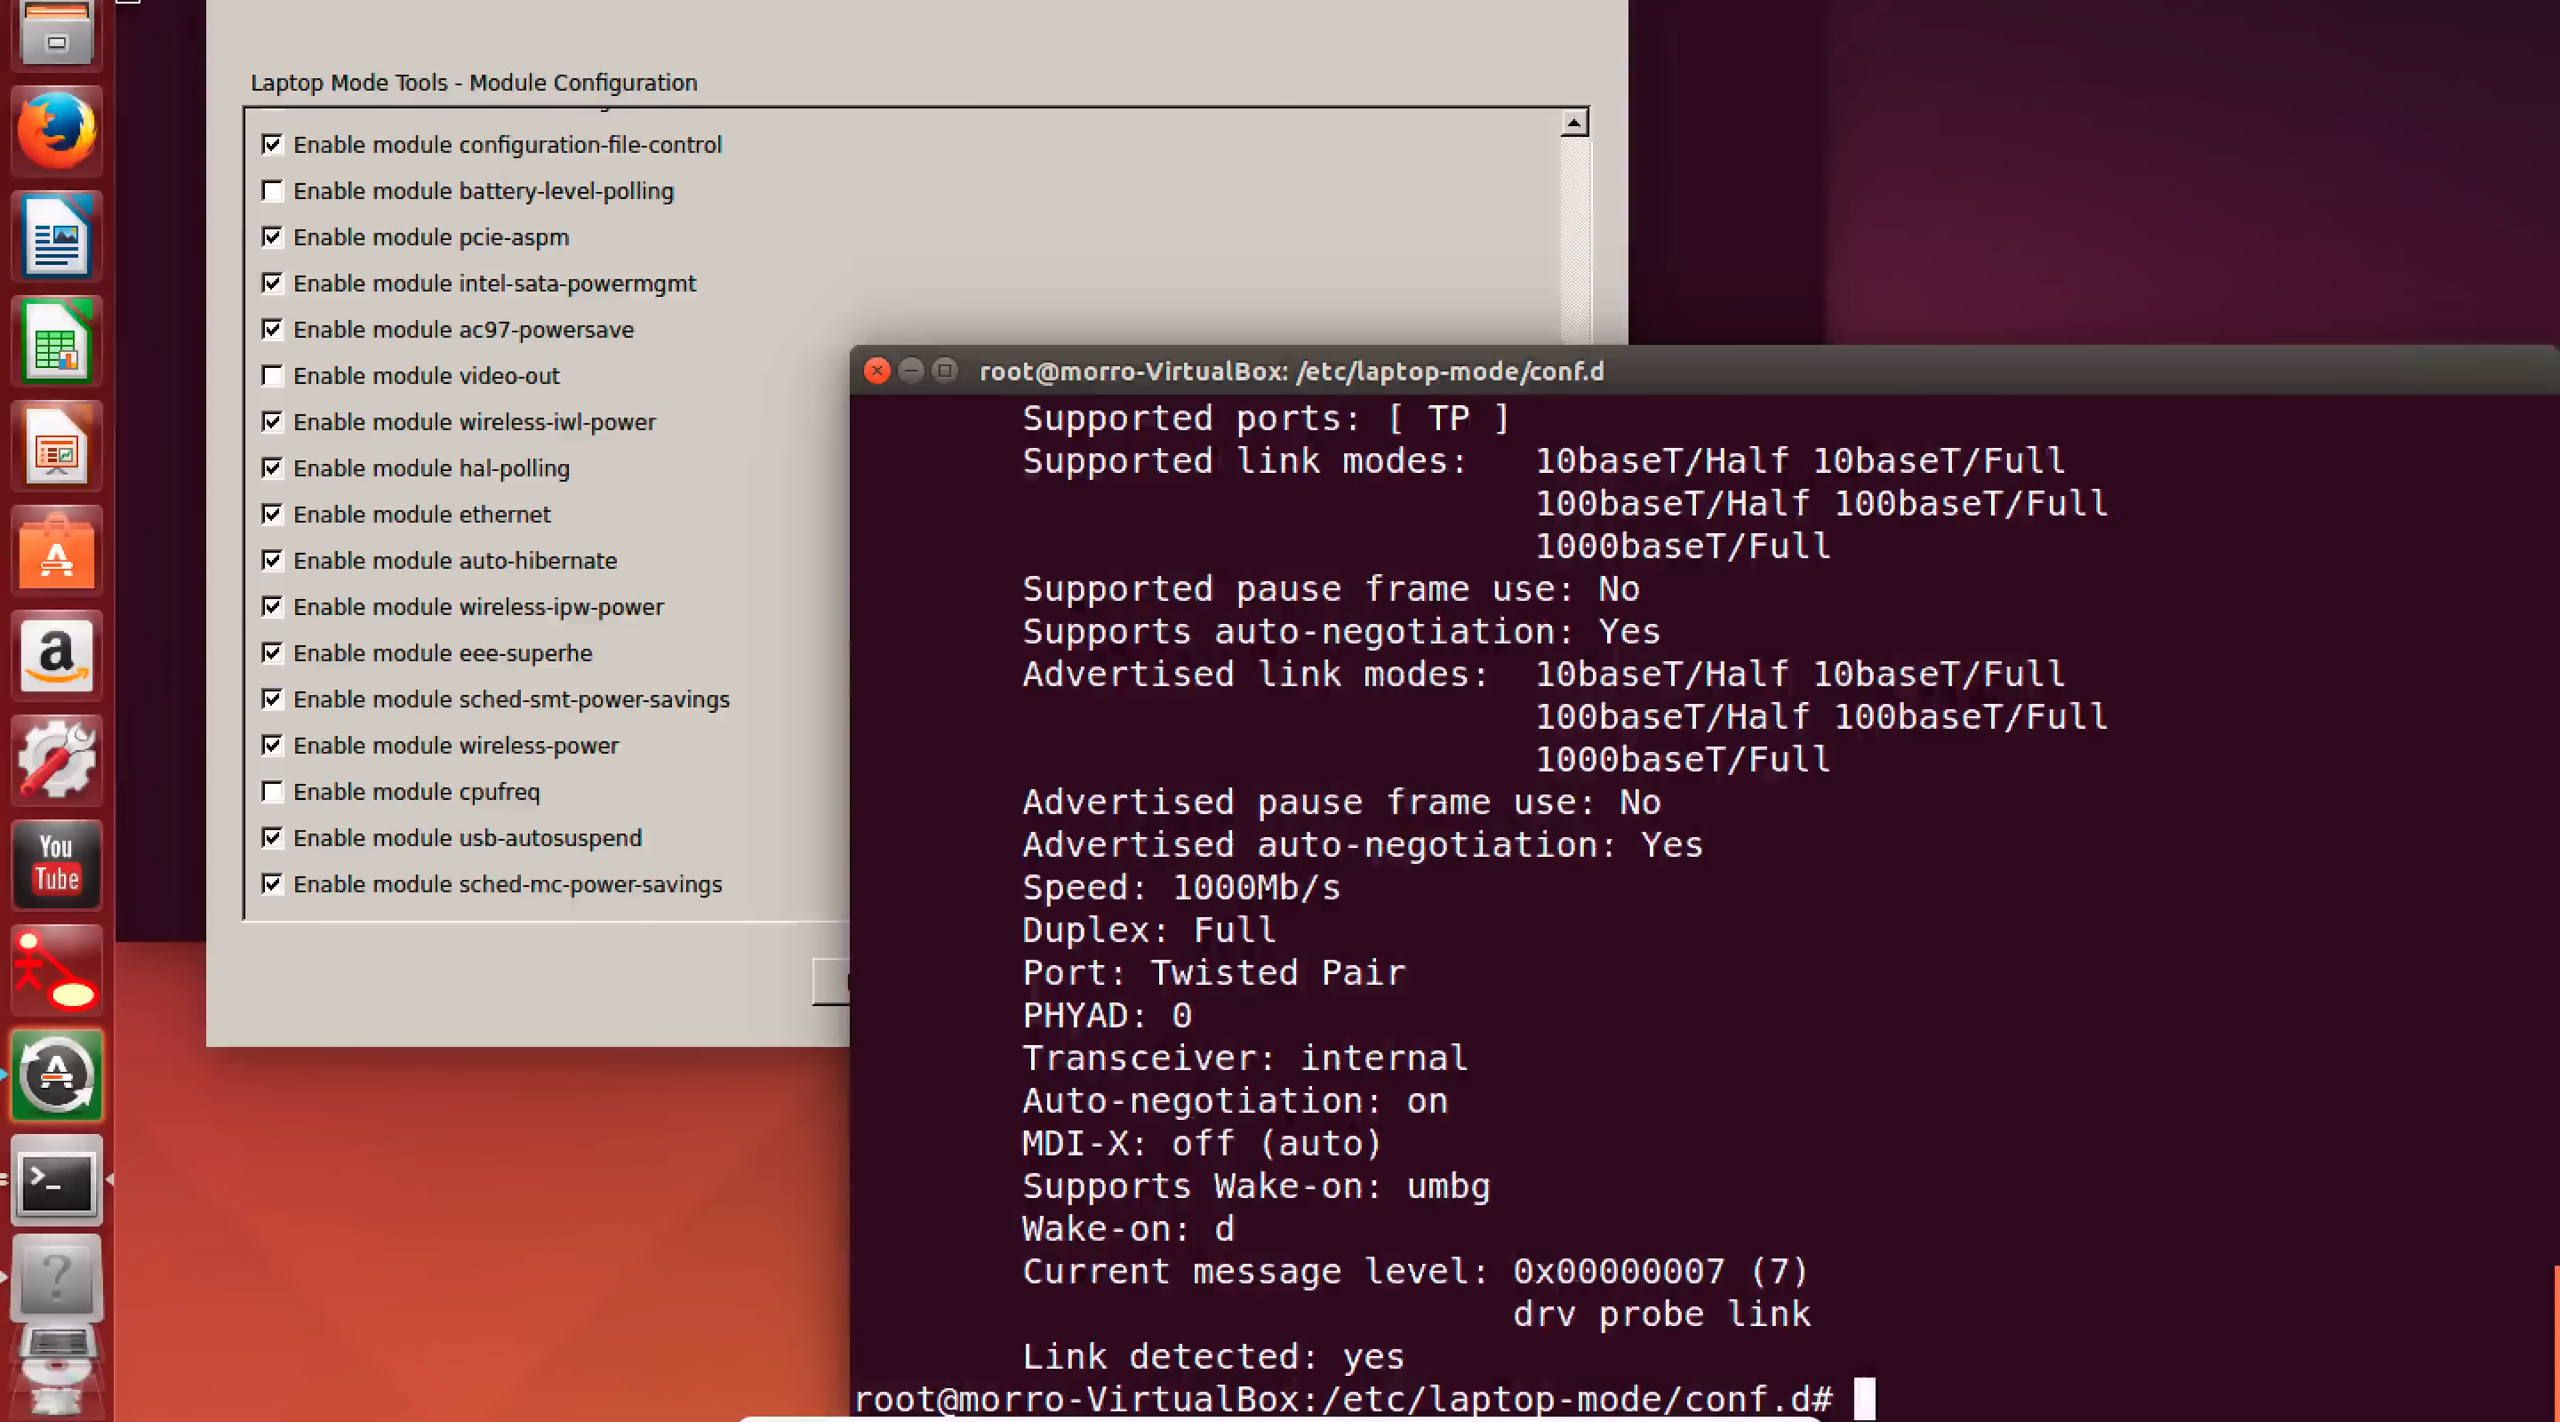 Laptop Mode Tools - Module Configuration
Enable module configuration-file-control
Enable module battery-level-polling
Enable module pcie-aspm
Enable module intel-sata-powermgmt
Enable module ac97-powersave
Enable module video-out
Enable module wireless-iwl-power
Enable module hal-polling
Enable module ethernet
Enable module auto-hibernate
Enable module wireless-ipw-power
Enable module eee-superhe
Enable module sched-smt-power-savings
Enable module wireless-power
Enable module cpufreq
Enable module usb-autosuspend
Enable module sched-mc-power-savings
You
Tube
root@morro-VirtualBox: /etc/laptop-mode/conf.d
Supported ports: [ TP ]
Supported link modes: 10baseT/Half 10baseT/Full
100baseT/Half 100baseT/Full
1000baseT/Full
Supported pause frame use: No
Supports auto-negotiation: Yes
Advertised link modes: 10baseT/Half 10baseT/Full
100baseT/Half 100baseT/Full
1000baseT/Full
Advertised pause frame use: No
Advertised auto-negotiation: Yes
Speed: 1000Mb/s
Duplex: Full
Port: Twisted Pair
PHYAD: 0
Transceiver: internal
Auto-negotiation: on
MDI-X: off (auto)
Supports Wake-on: umbg
Wake-on: d
Current message level: 0x00000007 (7)
drv probe link
Link detected: yes
root@morro-VirtualBox:/etc/laptop-mode/conf.d#